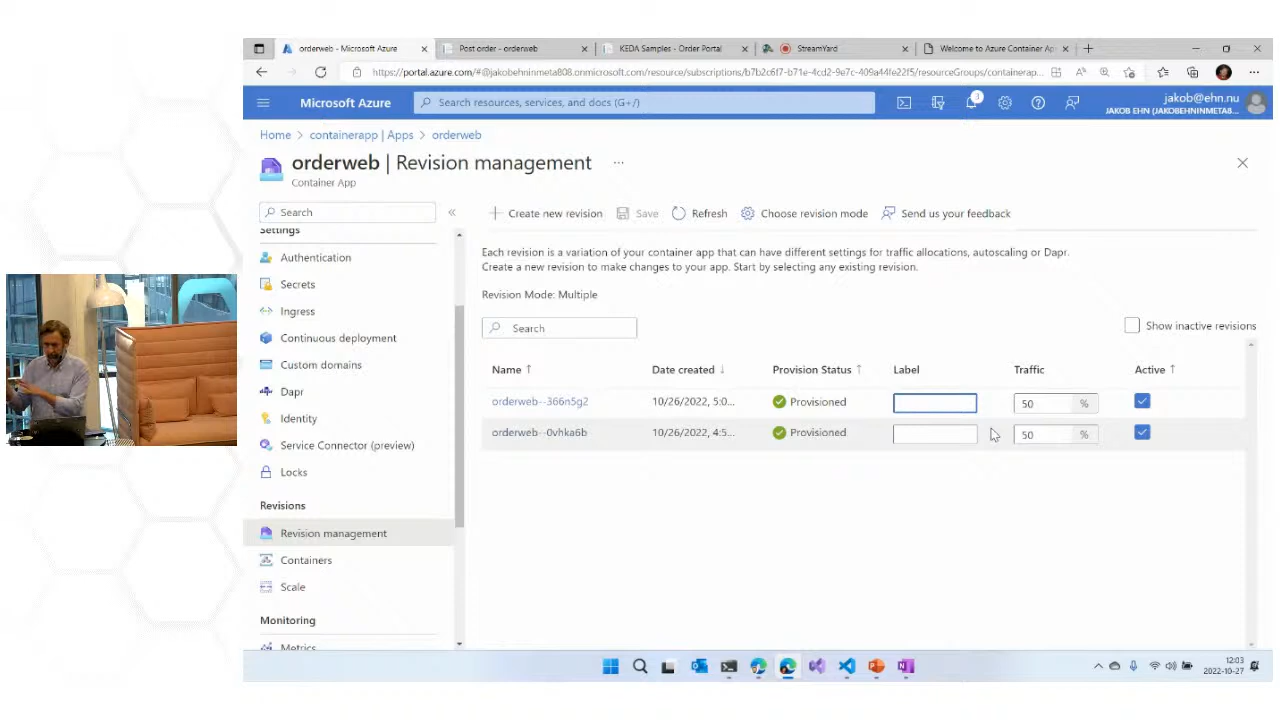 orderweb - Microsoft Azure
Post order - orderweb
KEDA Samples - Order Portal
StreamYard
Welcome to Azure Container Ap
https://portal.azure.com/#@jakobehninmeta808.onmicrosoft.com/resource/subscriptions/b7b2c6f7-b71e-4cd2-9e7c-409a44fe22f5/resourceGroups/containerap...
Microsoft Azure
Search resources, services, and docs (G+/)
3
jakob@ehn.nu
JAKOB EHN (JAKOBEHNINMETA8...
Home > containerapp | Apps > orderweb
orderweb | Revision management ...
Container App
Search
«
Create new revision
Save
Refresh
Choose revision mode
Send us your feedback
Settings
Authentication
Secrets
Ingress
Continuous deployment
Custom domains
Dapr
Identity
Service Connector (preview)
Locks
Revisions
Revision management
Containers
Scale
Monitoring
Metrics
Each revision is a variation of your container app that can have different settings for traffic allocations, autoscaling or Dapr.
Create a new revision to make changes to your app. Start by selecting any existing revision.
Revision Mode: Multiple
Search
Show inactive revisions
Name ↑ Date created ↓ Provision Status ↑ Label Traffic Active ↑
orderweb--366n5g2 10/26/2022, 5:0... Provisioned 50 %
orderweb--0vhka6b 10/26/2022, 4:5... Provisioned 50 %
12:03
2022-10-27